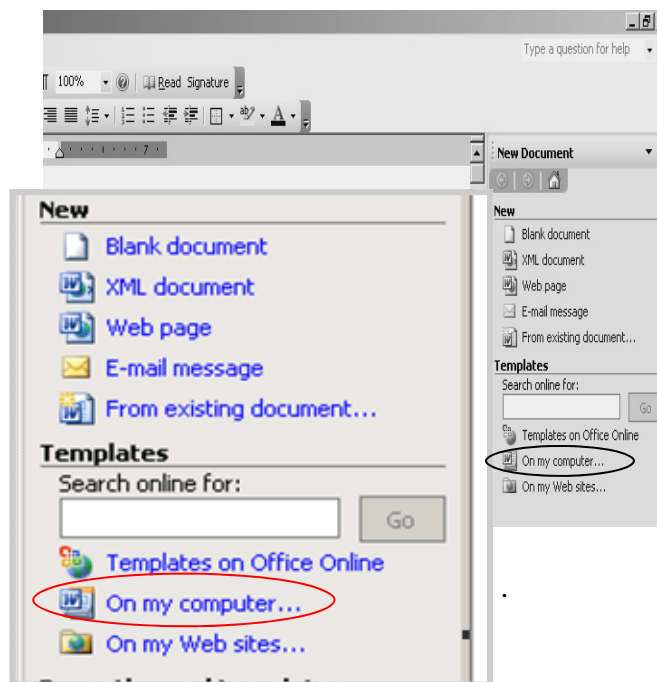 Type a question for help
100% Read Signature
7
New Document
New
Blank document
XML document
Web page
E-mail message
From existing document...
Templates
Search online for:
Go
Templates on Office Online
On my computer...
On my Web sites...
New
Blank document
XML document
Web page
E-mail message
From existing document...
Templates
Search online for:
Go
Templates on Office Online
On my computer...
On my Web sites...
.